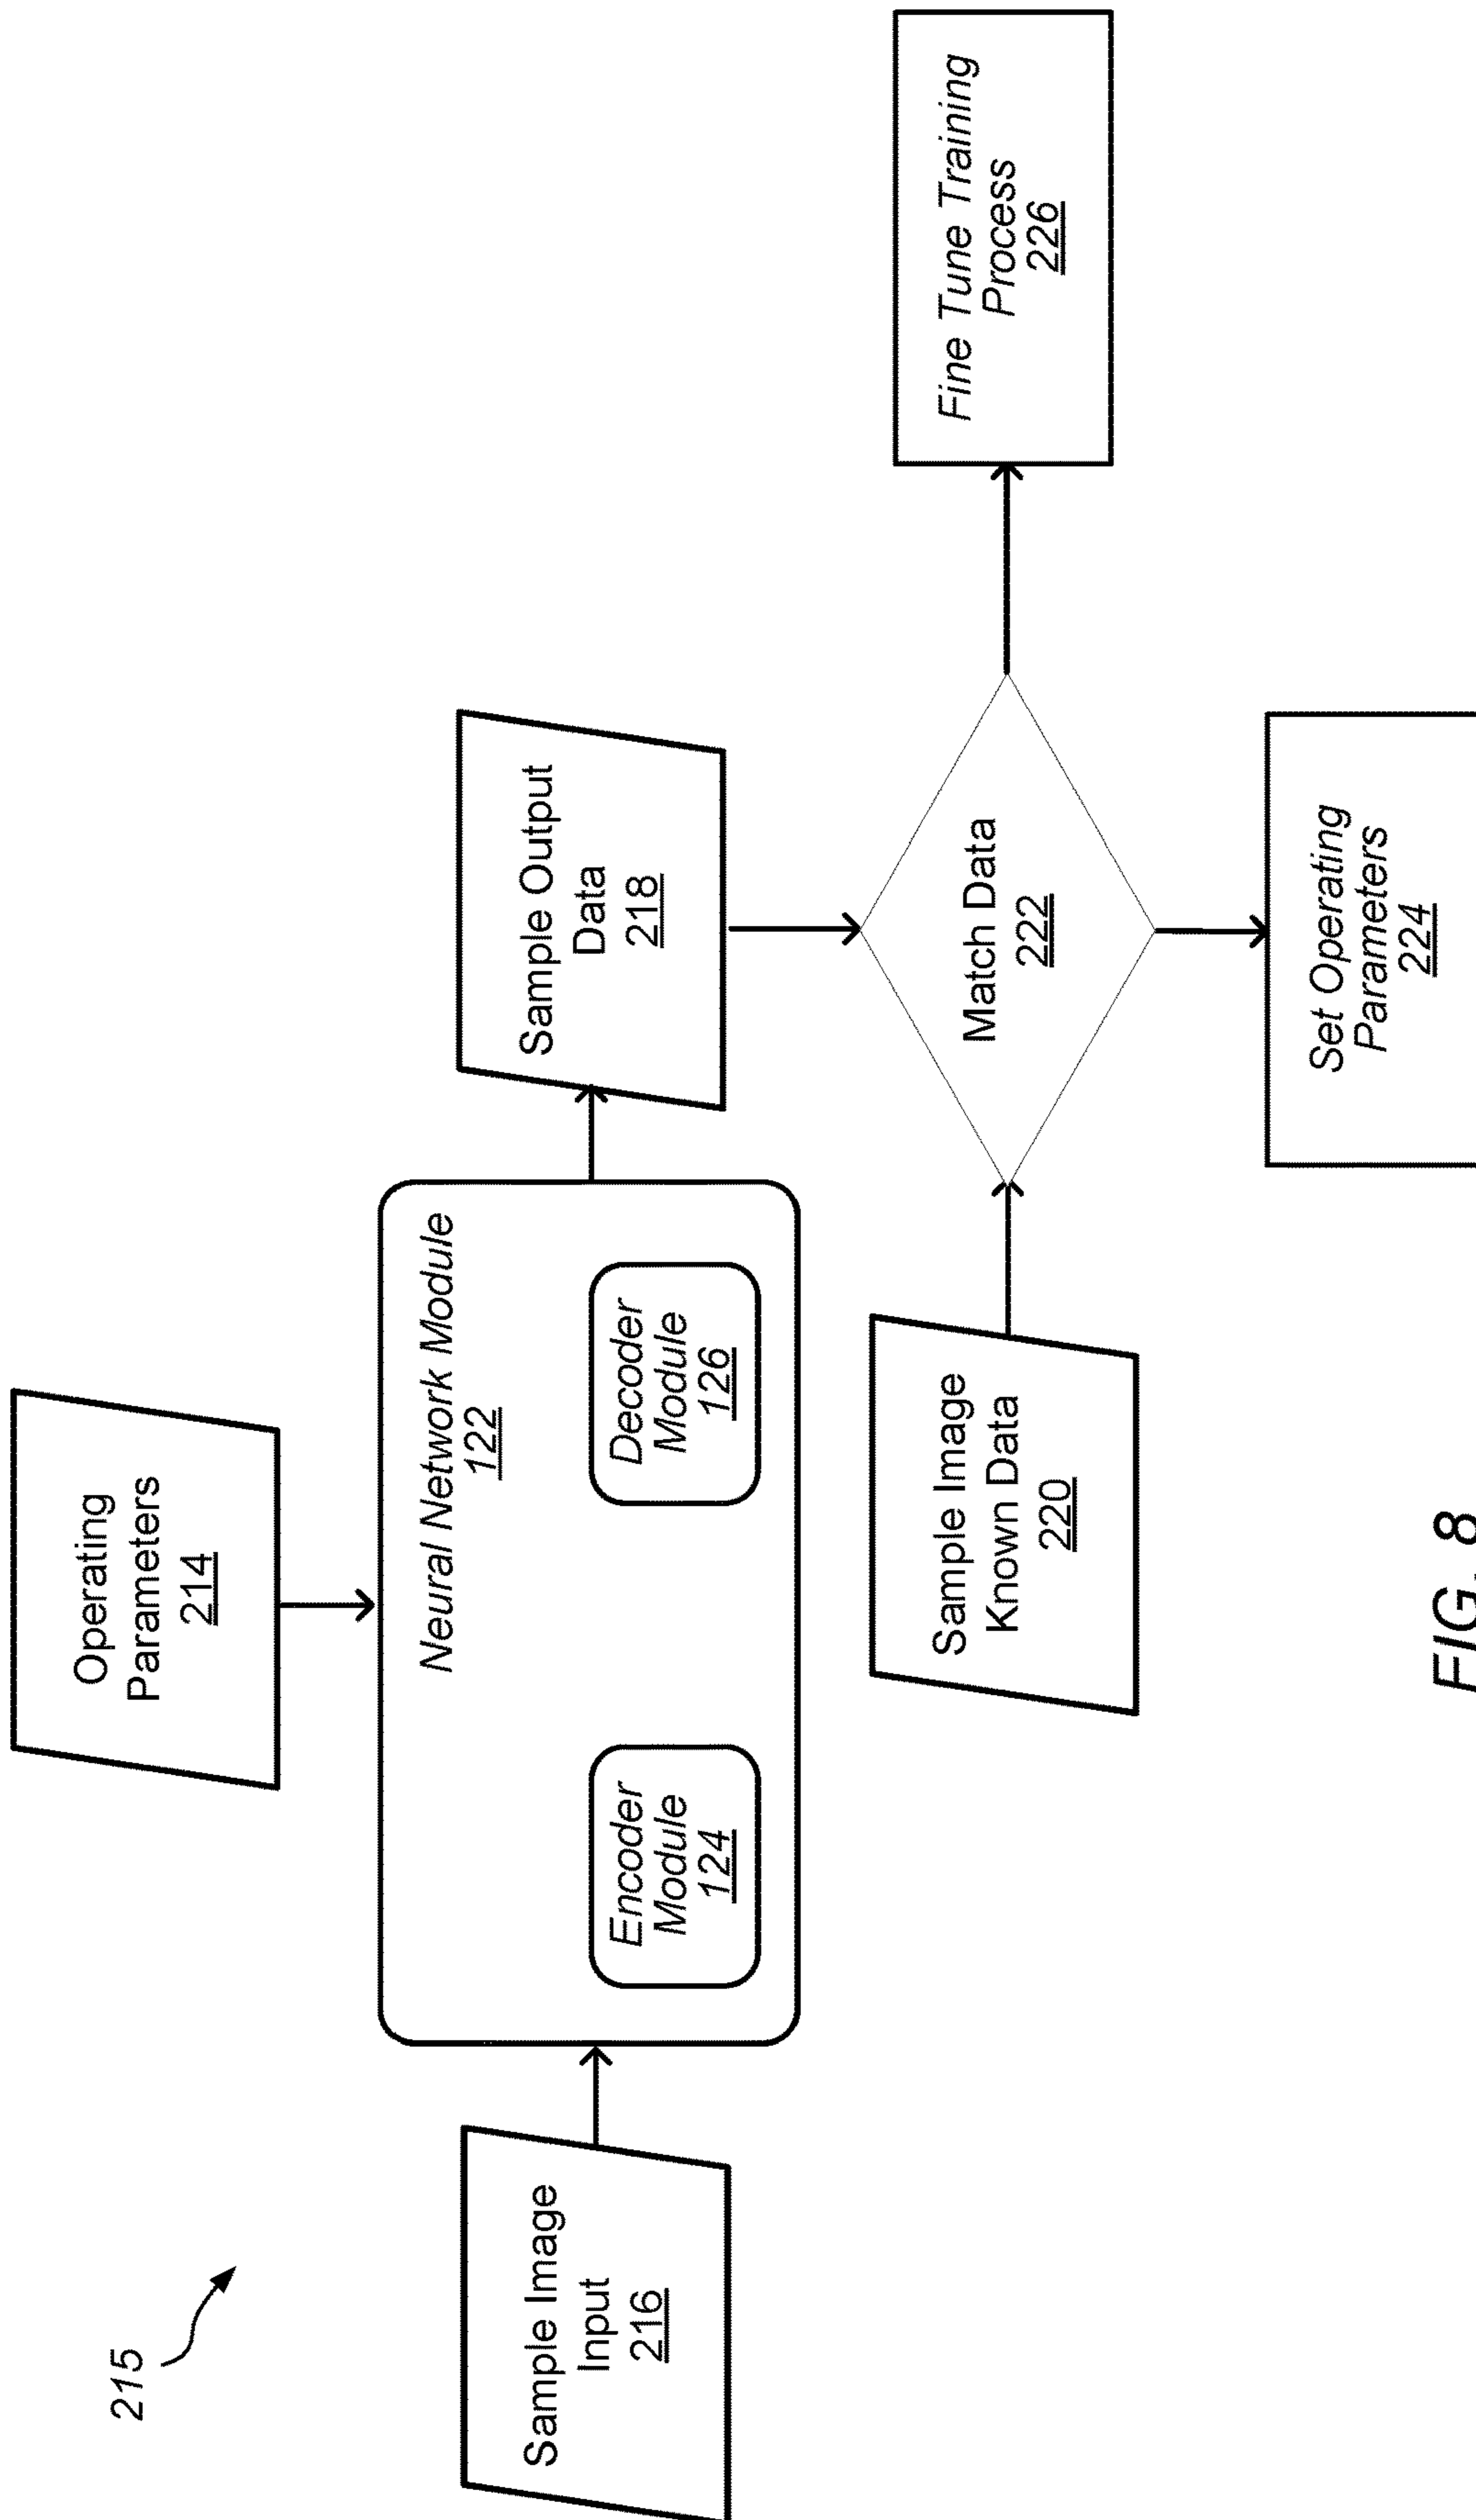 215
Operating
Parameters
214
Sample Image
Input
216
Neural Network Module
122
Encoder
Module
124
Decoder
Module
126
Sample Output
Data
218
Sample Image
Known Data
220
Match Data
222
Fine Tune Training
Process
226
Set Operating
Parameters
224
FIG. 8